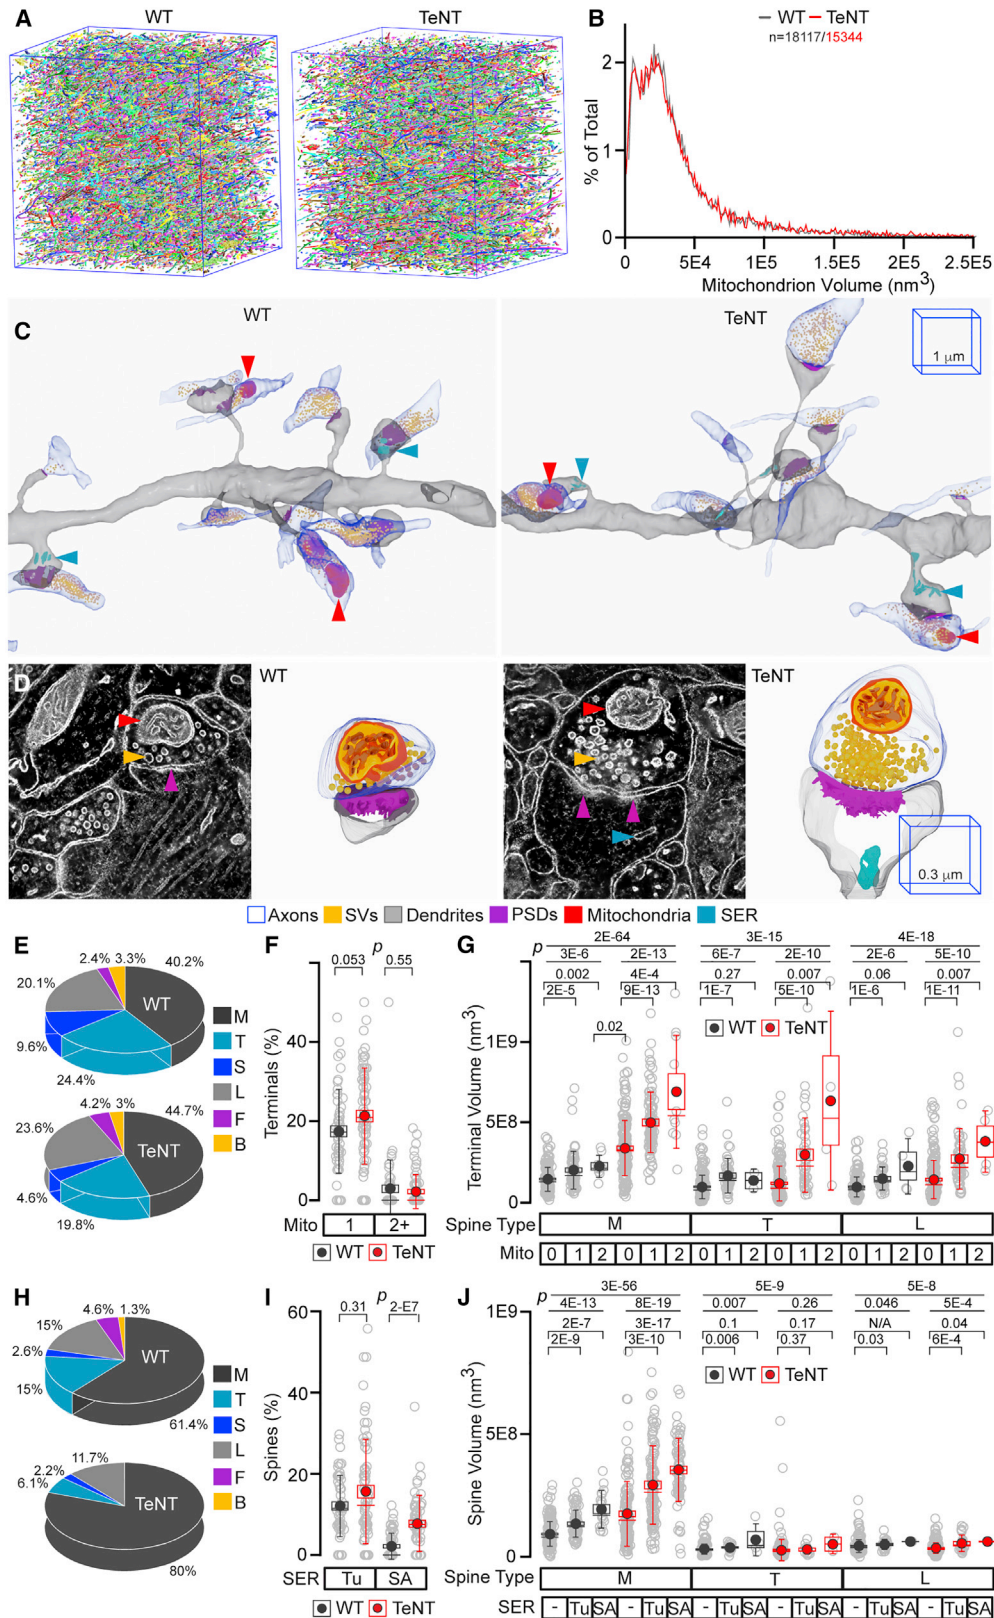 A
WT
TeNT
B
WT TeNT
n=18117/15344
% of Total
2
1
0
0 5E4 1E5 1.5E5 2E5 2.5E5
Mitochondrion Volume (nm3)
C
WT
TeNT
1 µm
D
WT
TeNT
0.3 µm
Axons SVs Dendrites PSDs Mitochondria SER
E
2.4% 3.3% 40.2%
20.1%
WT
9.6%
24.4%
4.2% 3% 44.7%
23.6%
TeNT
4.6%
19.8%
M
T
S
L
F
B
F
p
0.053 0.55
Terminals (%)
60
40
20
0
Mito 1 2+
WT TeNT
G
p
2E-64 3E-15 4E-18
3E-6 2E-13 6E-7 2E-10 2E-6 5E-10
0.002 4E-4 0.27 0.007 0.06 0.007
2E-5 9E-13 1E-7 5E-10 1E-6 1E-11
0.02
WT TeNT
Terminal Volume (nm3)
1E9
5E8
0
Spine Type M T L
Mito 0 1 2 0 1 2 0 1 2 0 1 2 0 1 2 0 1 2
H
4.6% 1.3%
15%
2.6%
WT
15%
61.4%
11.7%
2.2%
6.1%
TeNT
80%
M
T
S
L
F
B
I
p
0.31 2-E7
Spines (%)
60
40
20
0
SER Tu SA
WT TeNT
J
p
3E-56 5E-9 5E-8
4E-13 8E-19 0.007 0.26 0.046 5E-4
2E-7 3E-17 0.1 0.17 N/A 0.04
2E-9 3E-10 0.006 0.37 0.03 6E-4
WT TeNT
Spine Volume (nm3)
1E9
5E8
0
Spine Type M T L
SER - Tu SA - Tu SA - Tu SA - Tu SA - Tu SA - Tu SA